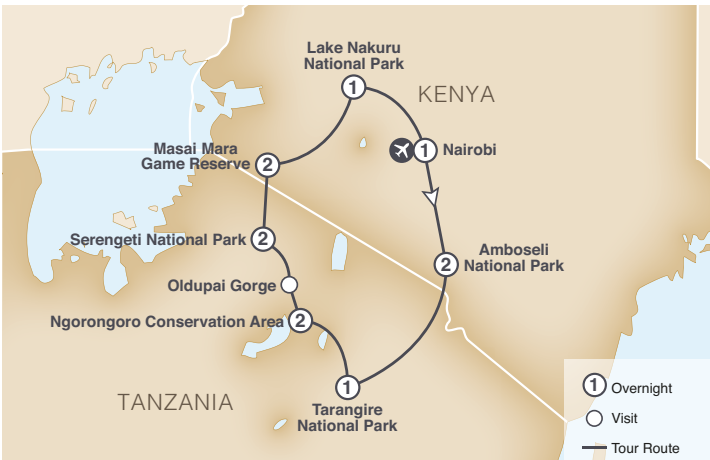 Lake Nakuru
National Park
1
KENYA
Masai Mara
Game Reserve
2
1
Nairobi
Serengeti National Park
2
2
Amboseli
National Park
Oldupai Gorge
Ngorongoro Conservation Area
2
1
TANZANIA
Tarangire
National Park
1 Overnight
Visit
Tour Route